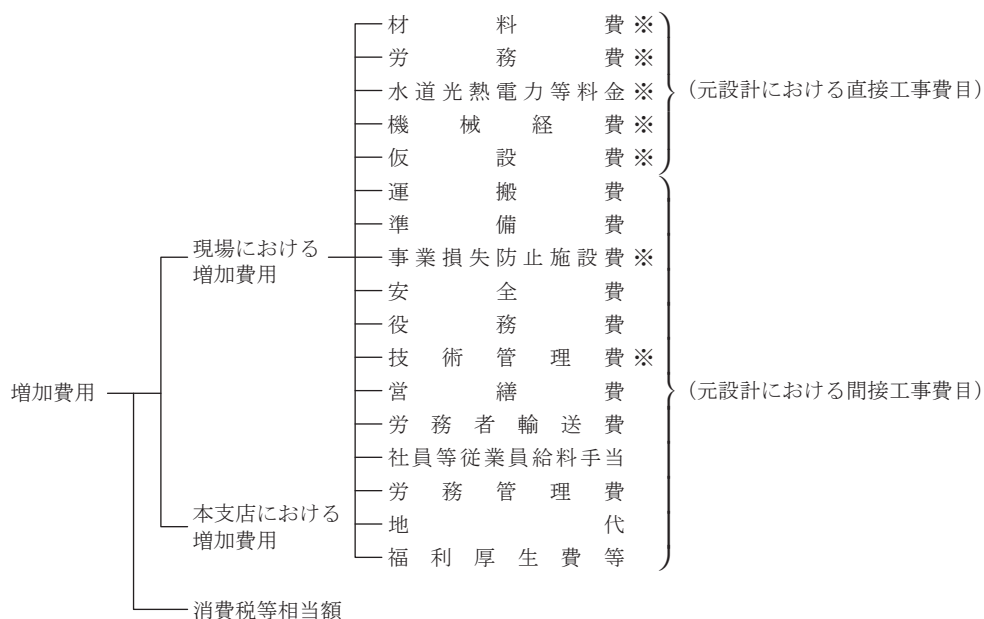 材料費※
労務費※
水道光熱電力等料金※
(元設計における直接工事費目)
機械経費※
仮設費※
運搬費
準備費
現場における
増加費用
事業損失防止施設費※
安全費
役務費
技術管理費※
増加費用
営繕費
(元設計における間接工事費目)
労務者輸送費
社員等従業員給料手当
労務管理費
本支店における
増加費用
地代
福利厚生費等
消費税等相当額